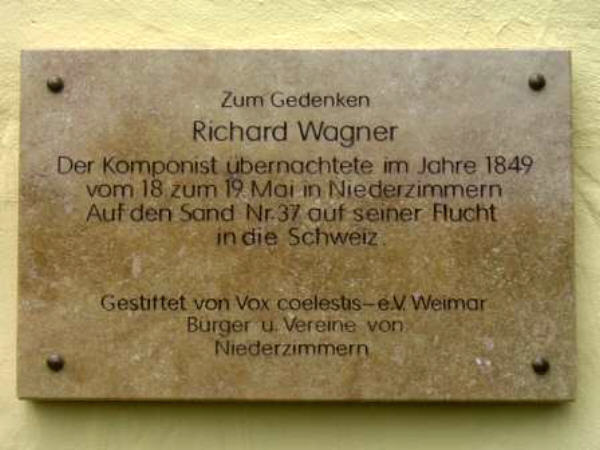 Zum Gedenken
Richard Wagner
Der Komponist übernachtete im Jahre 1849
vom 18 zum 19. Mai in Niederzimmern
Auf den Sand Nr. 37 auf seiner Flucht
in die Schweiz.
Gestiftet von Vox coelestis-e.V. Weimar
Bürger u. Vereine von
Niederzimmern